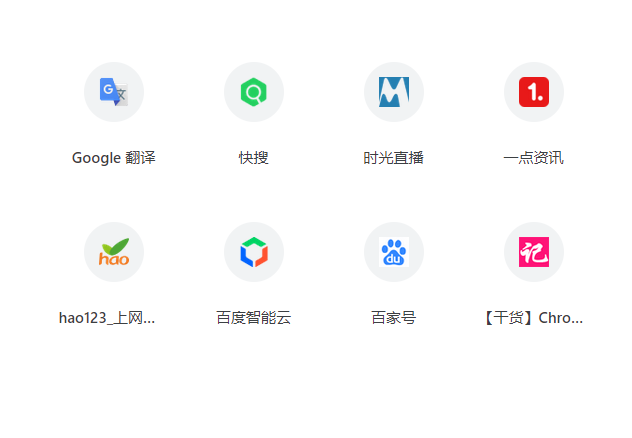 Google 翻译
快搜
时光直播
一点资讯
hao123_上网...
百度智能云
百家号
【干货】Chro...